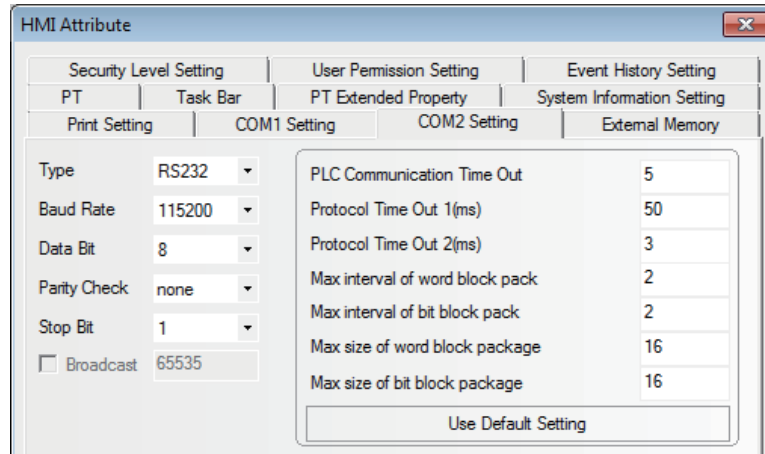 HMI Attribute
Security Level Setting User Permission Setting Event History Setting
PT Task Bar PT Extended Property System Information Setting
Print Setting COM1 Setting COM2 Setting External Memory
Type RS232
Baud Rate 115200
Data Bit 8
Parity Check none
Stop Bit 1
Broadcast 65535
PLC Communication Time Out 5
Protocol Time Out 1(ms) 50
Protocol Time Out 2(ms) 3
Max interval of word block pack 2
Max interval of bit block pack 2
Max size of word block package 16
Max size of bit block package 16
Use Default Setting